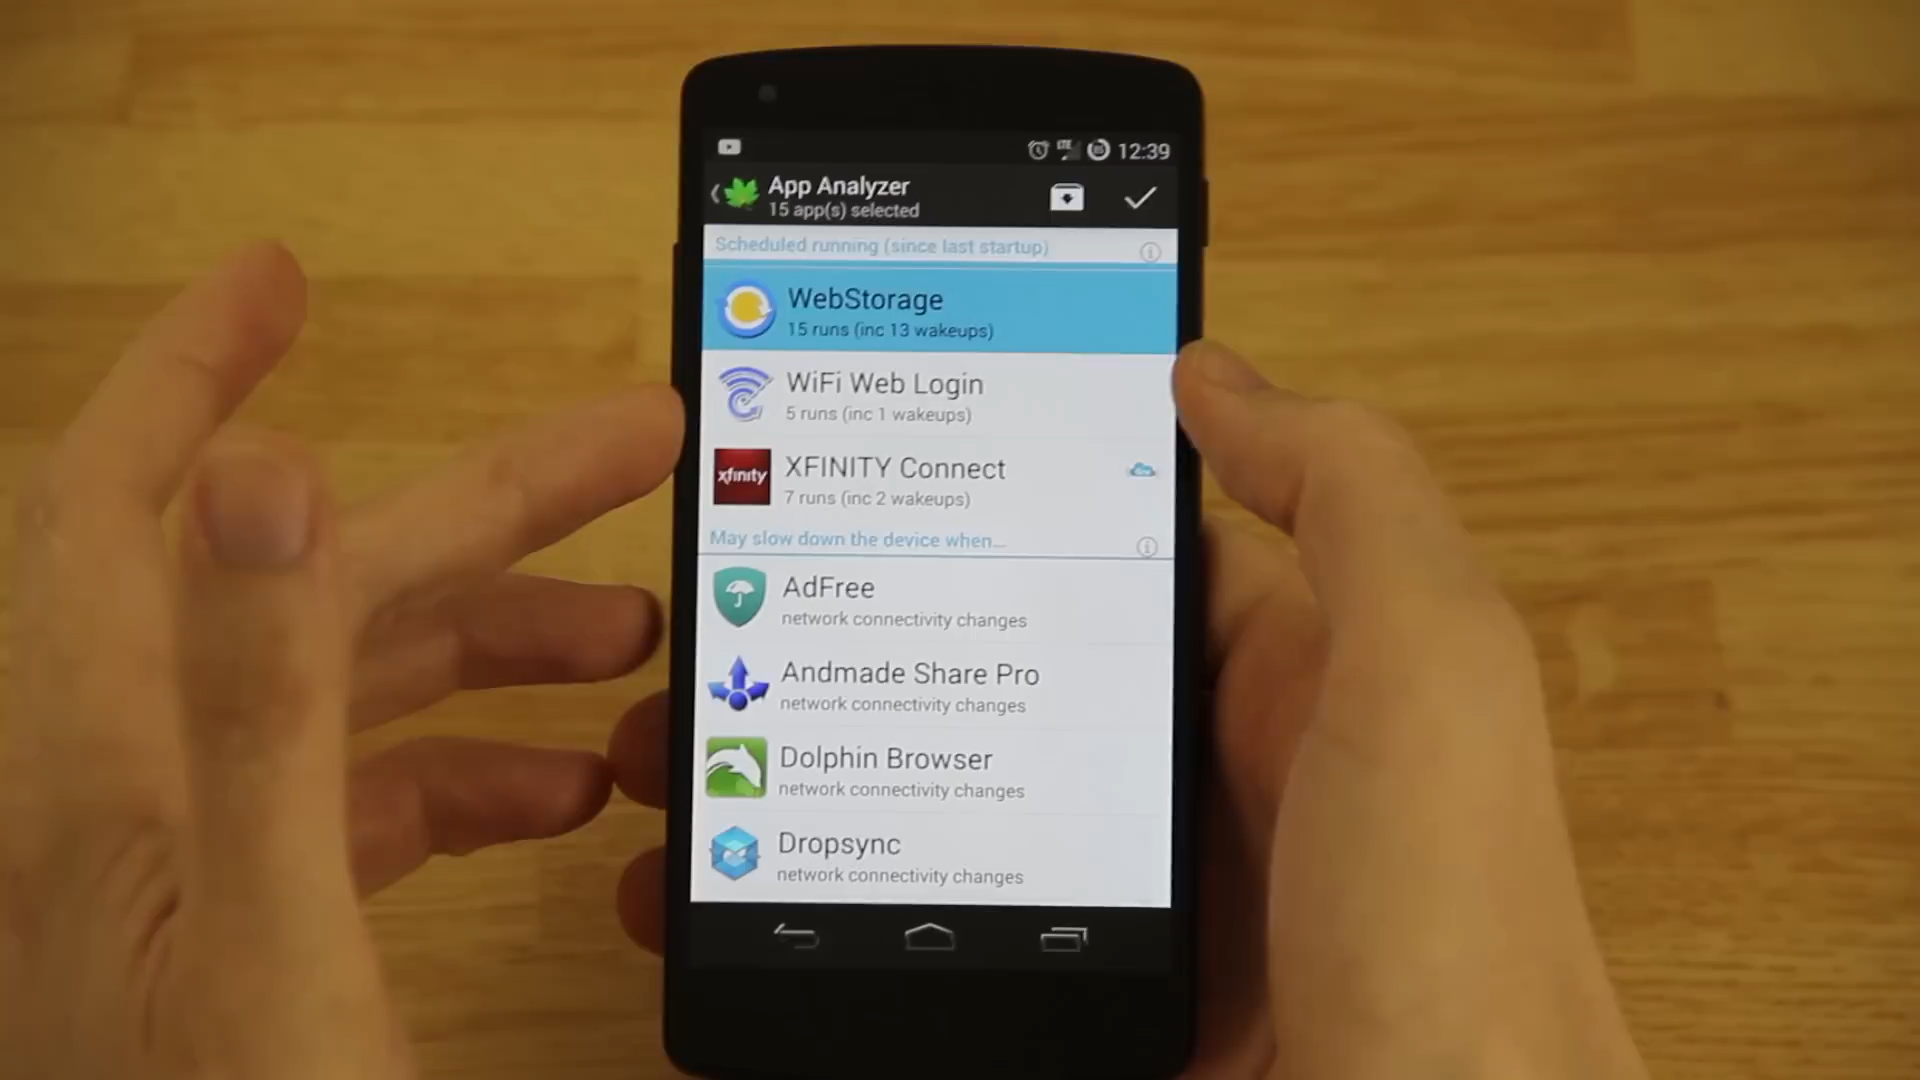 LTE 12:39
App Analyzer
15 app(s) selected
Scheduled running (since last startup)
WebStorage
15 runs (inc 13 wakeups)
WiFi Web Login
5 runs (inc 1 wakeups)
xfinity
XFINITY Connect
7 runs (inc 2 wakeups)
May slow down the device when...
AdFree
network connectivity changes
Andmade Share Pro
network connectivity changes
Dolphin Browser
network connectivity changes
Dropsync
network connectivity changes